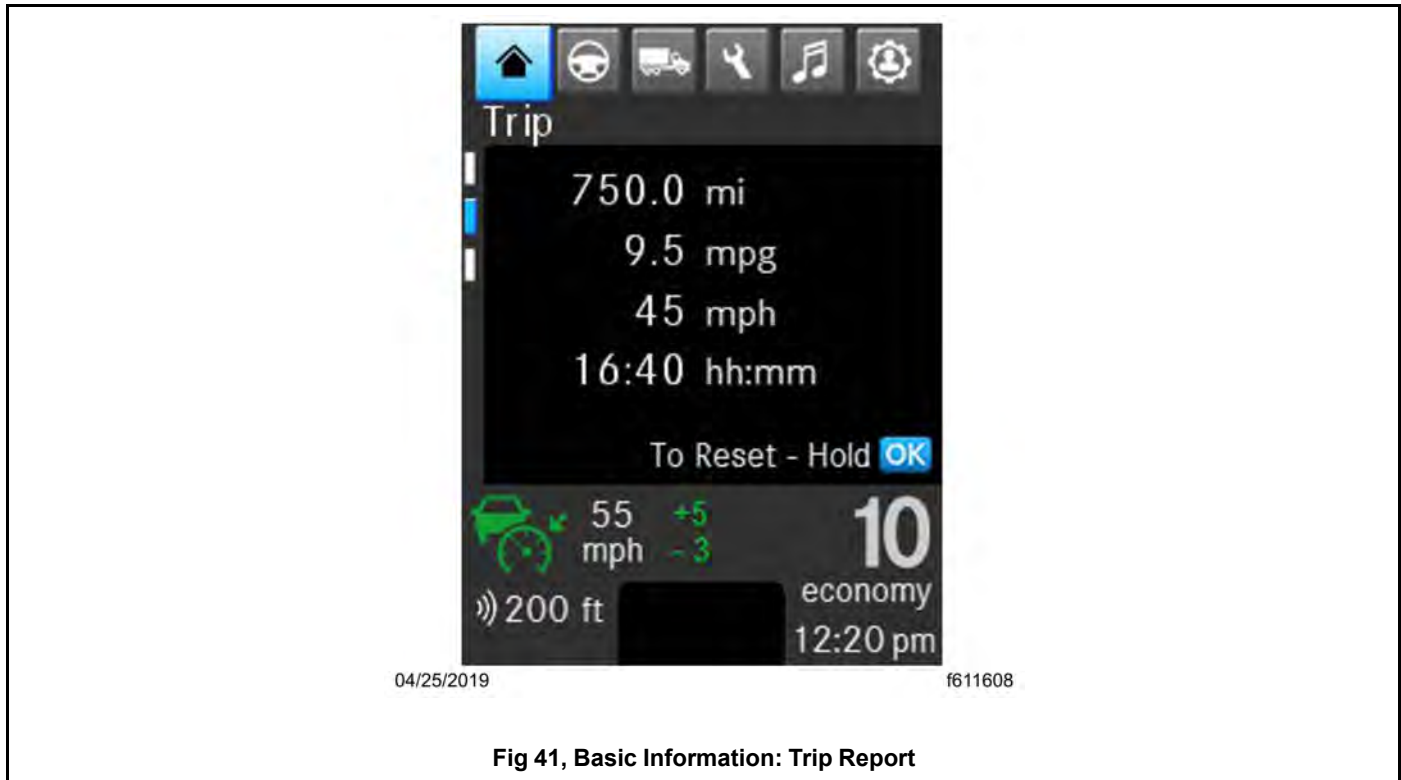 Trip
750.0 mi
9.5 mpg
45 mph
16:40 hh:mm
To Reset - Hold OK
55 +5
mph - 3
10
economy
200 ft
12:20 pm
04/25/2019 f611608
Fig 41, Basic Information: Trip Report